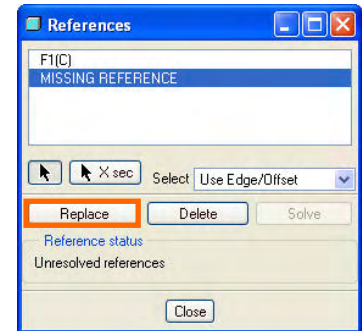 References
F1(C)
MISSING REFERENCE
X sec Select Use Edge/Offset
Replace Delete Solve
Reference status
Unresolved references
Close